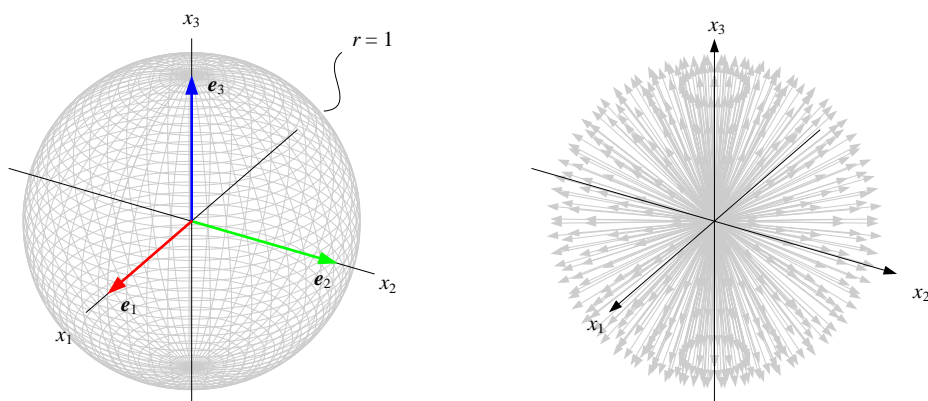 x₃
r = 1
e₃
e₂
x₂
e₁
x₁
x₃
x₁
x₂